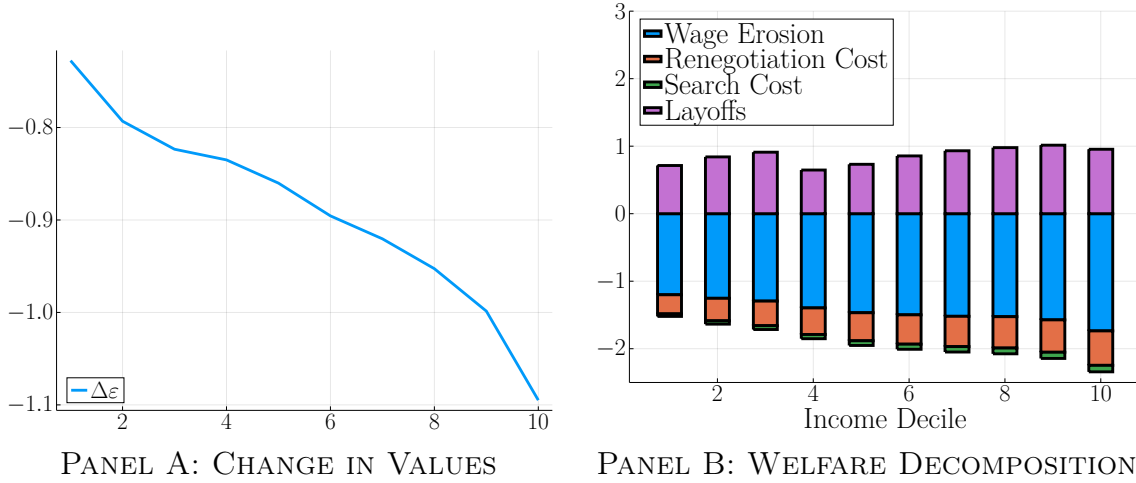 −0.8
−0.9
−1.0
−1.1
Δε
2
4
6
8
10
PANEL A: CHANGE IN VALUES
3
2
1
0
−1
−2
Wage Erosion
Renegotiation Cost
Search Cost
Layoffs
2
4
6
8
10
Income Decile
PANEL B: WELFARE DECOMPOSITION